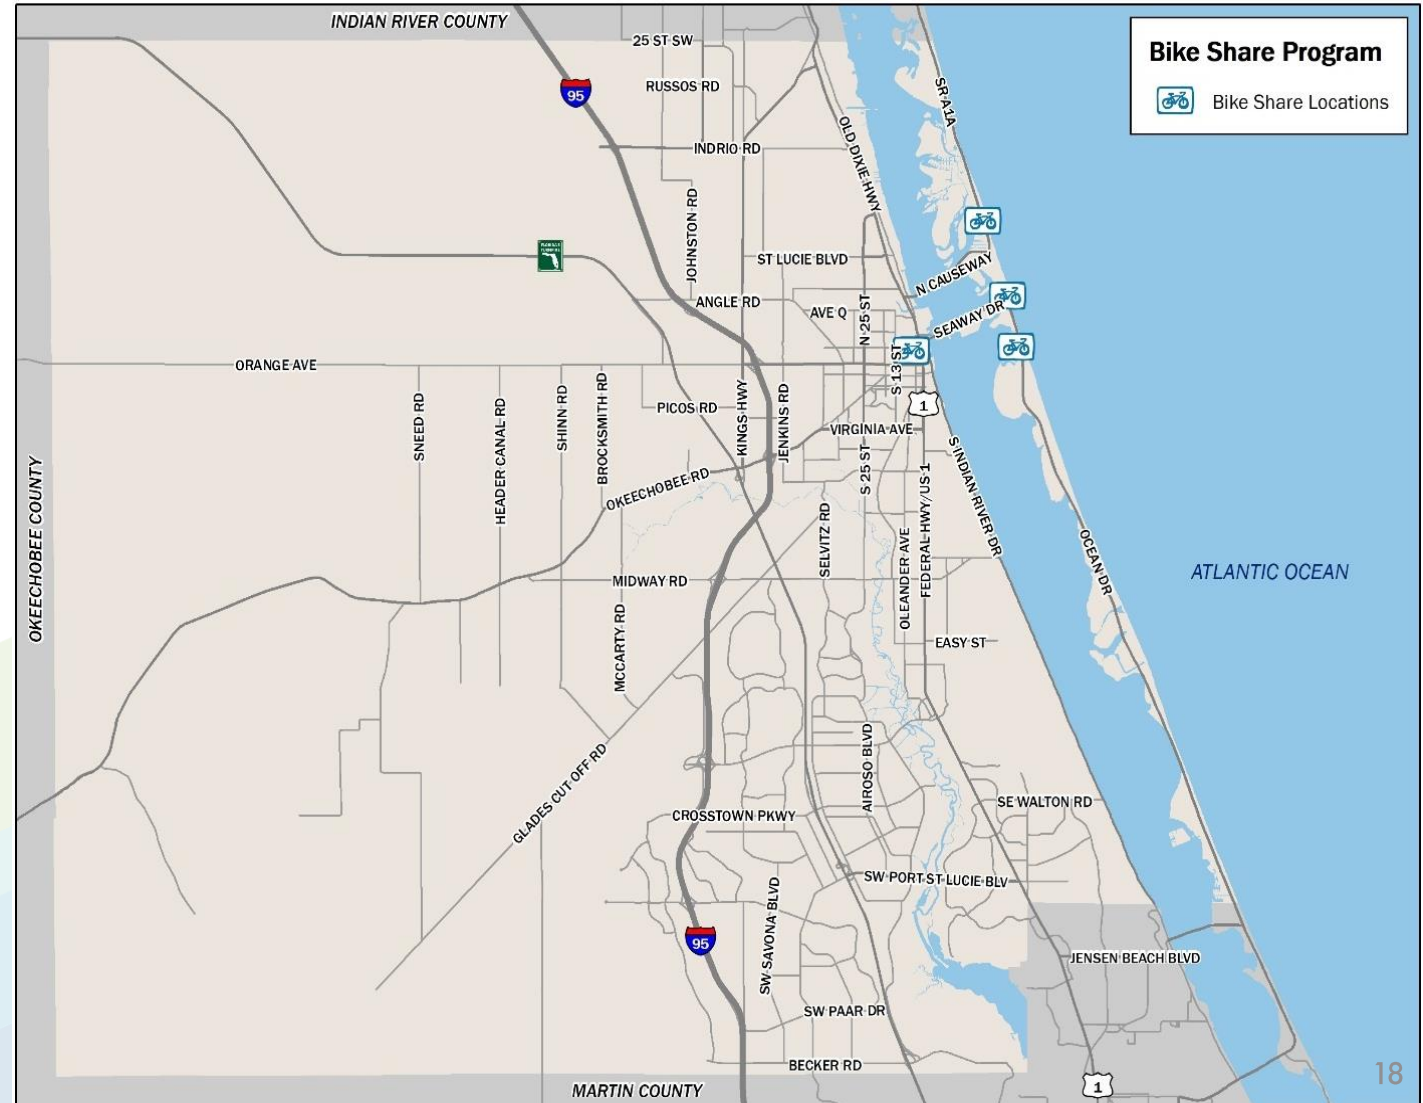 INDIAN RIVER COUNTY
25 ST SW
Bike Share Program
Bike Share Locations
95
RUSSOS RD
SR A1A
OLD DIXIE HWY
INDRIO RD
JOHNSTON RD
ST LUCIE BLVD
N CAUSEWAY
ANGLE RD
AVE Q
N 25 ST
SEAWAY DR
ORANGE AVE
S 13 ST
SNEED RD
HEADER CANAL RD
SHINN RD
BROCKSMITH RD
PICOS RD
KINGS HWY
JENKINS RD
1
VIRGINIA AVE
OKEECHOBEE RD
S 25 ST
S INDIAN RIVER DR
OKEECHOBEE COUNTY
SELVITZ RD
OLEANDER AVE
FEDERAL HWY/US 1
OCEAN DR
ATLANTIC OCEAN
MIDWAY RD
MCCARTY RD
EASY ST
GLADES CUT OFF RD
AIROSO BLVD
CROSSTOWN PKWY
SE WALTON RD
SW PORT ST LUCIE BLV
SW SAVONA BLVD
95
JENSEN BEACH BLVD
SW PAAR DR
BECKER RD
MARTIN COUNTY
1
18